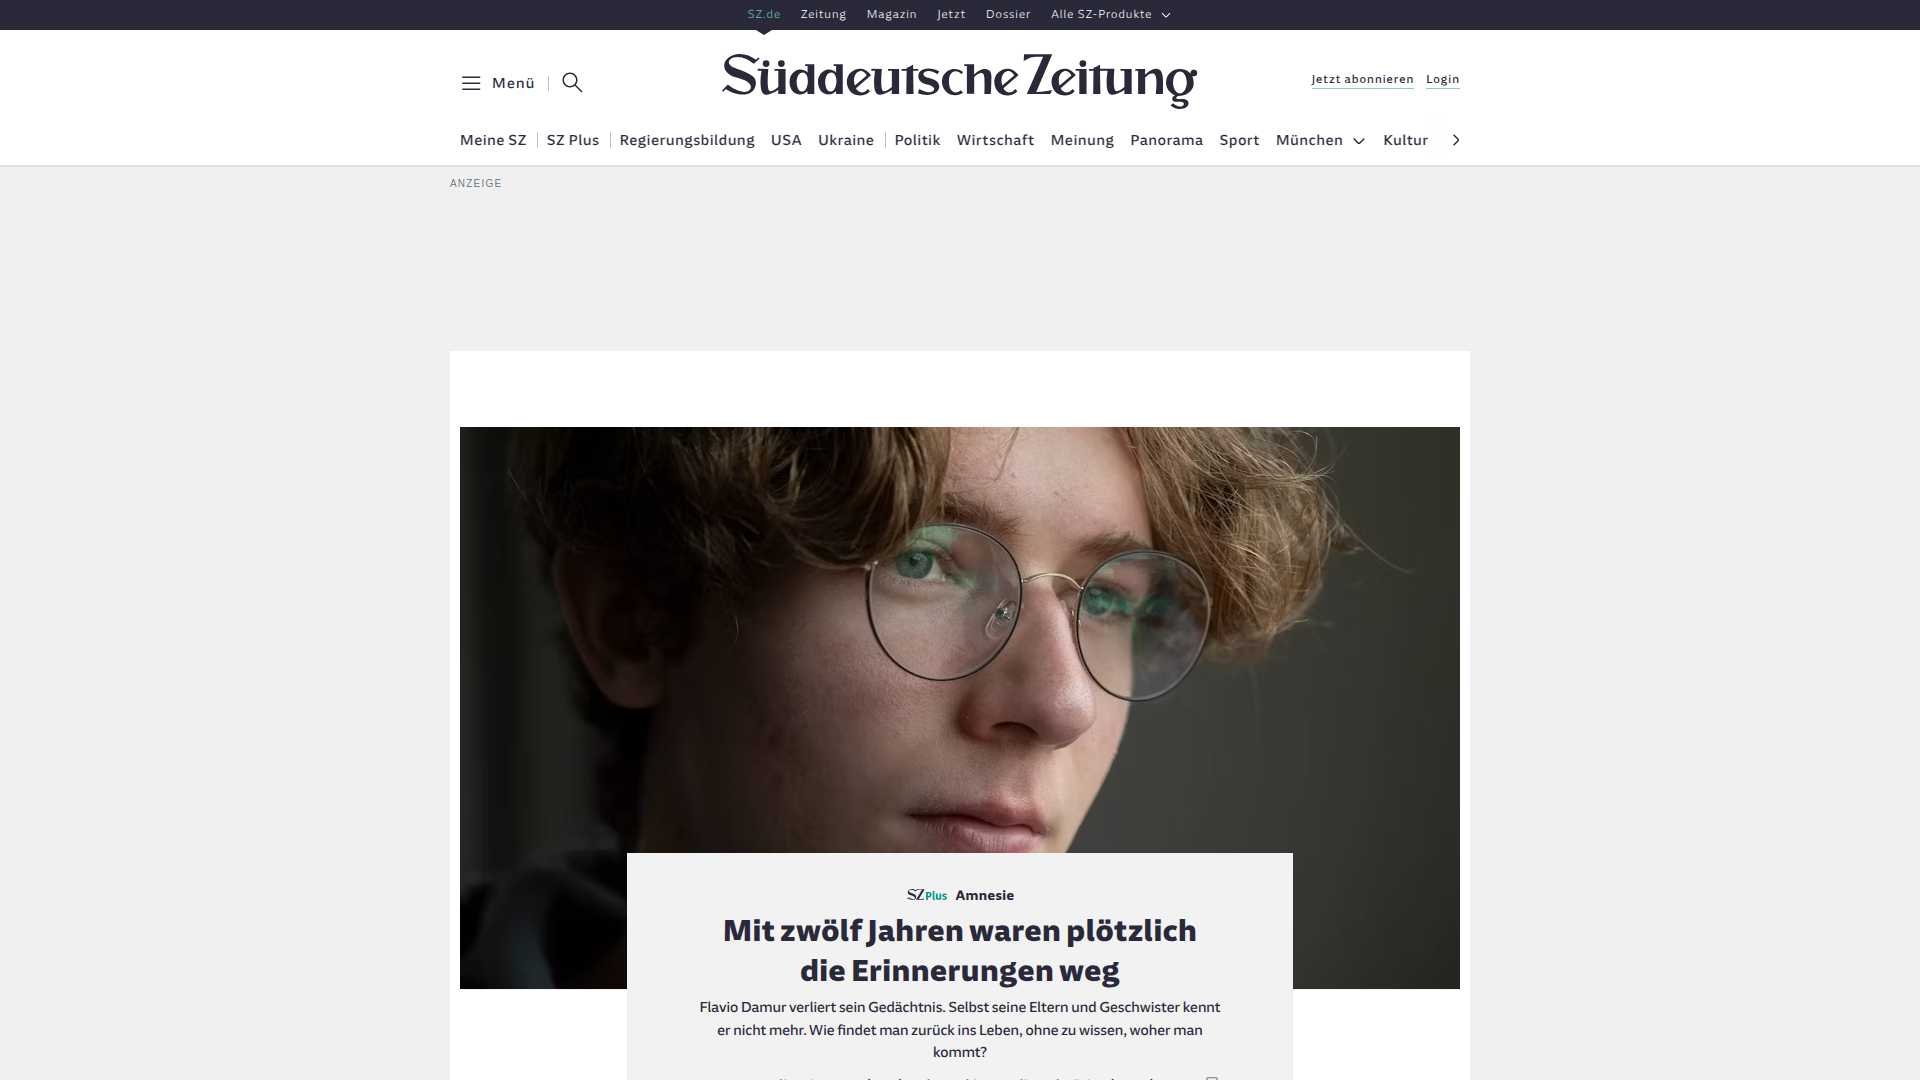 SZ.de Zeitung Magazin Jetzt Dossier Alle SZ-Produkte
Menü
Süddeutsche Zeitung
Jetzt abonnieren Login
Meine SZ SZ Plus Regierungsbildung USA Ukraine Politik Wirtschaft Meinung Panorama Sport München Kultur
ANZEIGE
SZ Plus Amnesie
Mit zwölf Jahren waren plötzlich
die Erinnerungen weg
Flavio Damur verliert sein Gedächtnis. Selbst seine Eltern und Geschwister kennt
er nicht mehr. Wie findet man zurück ins Leben, ohne zu wissen, woher man
kommt?